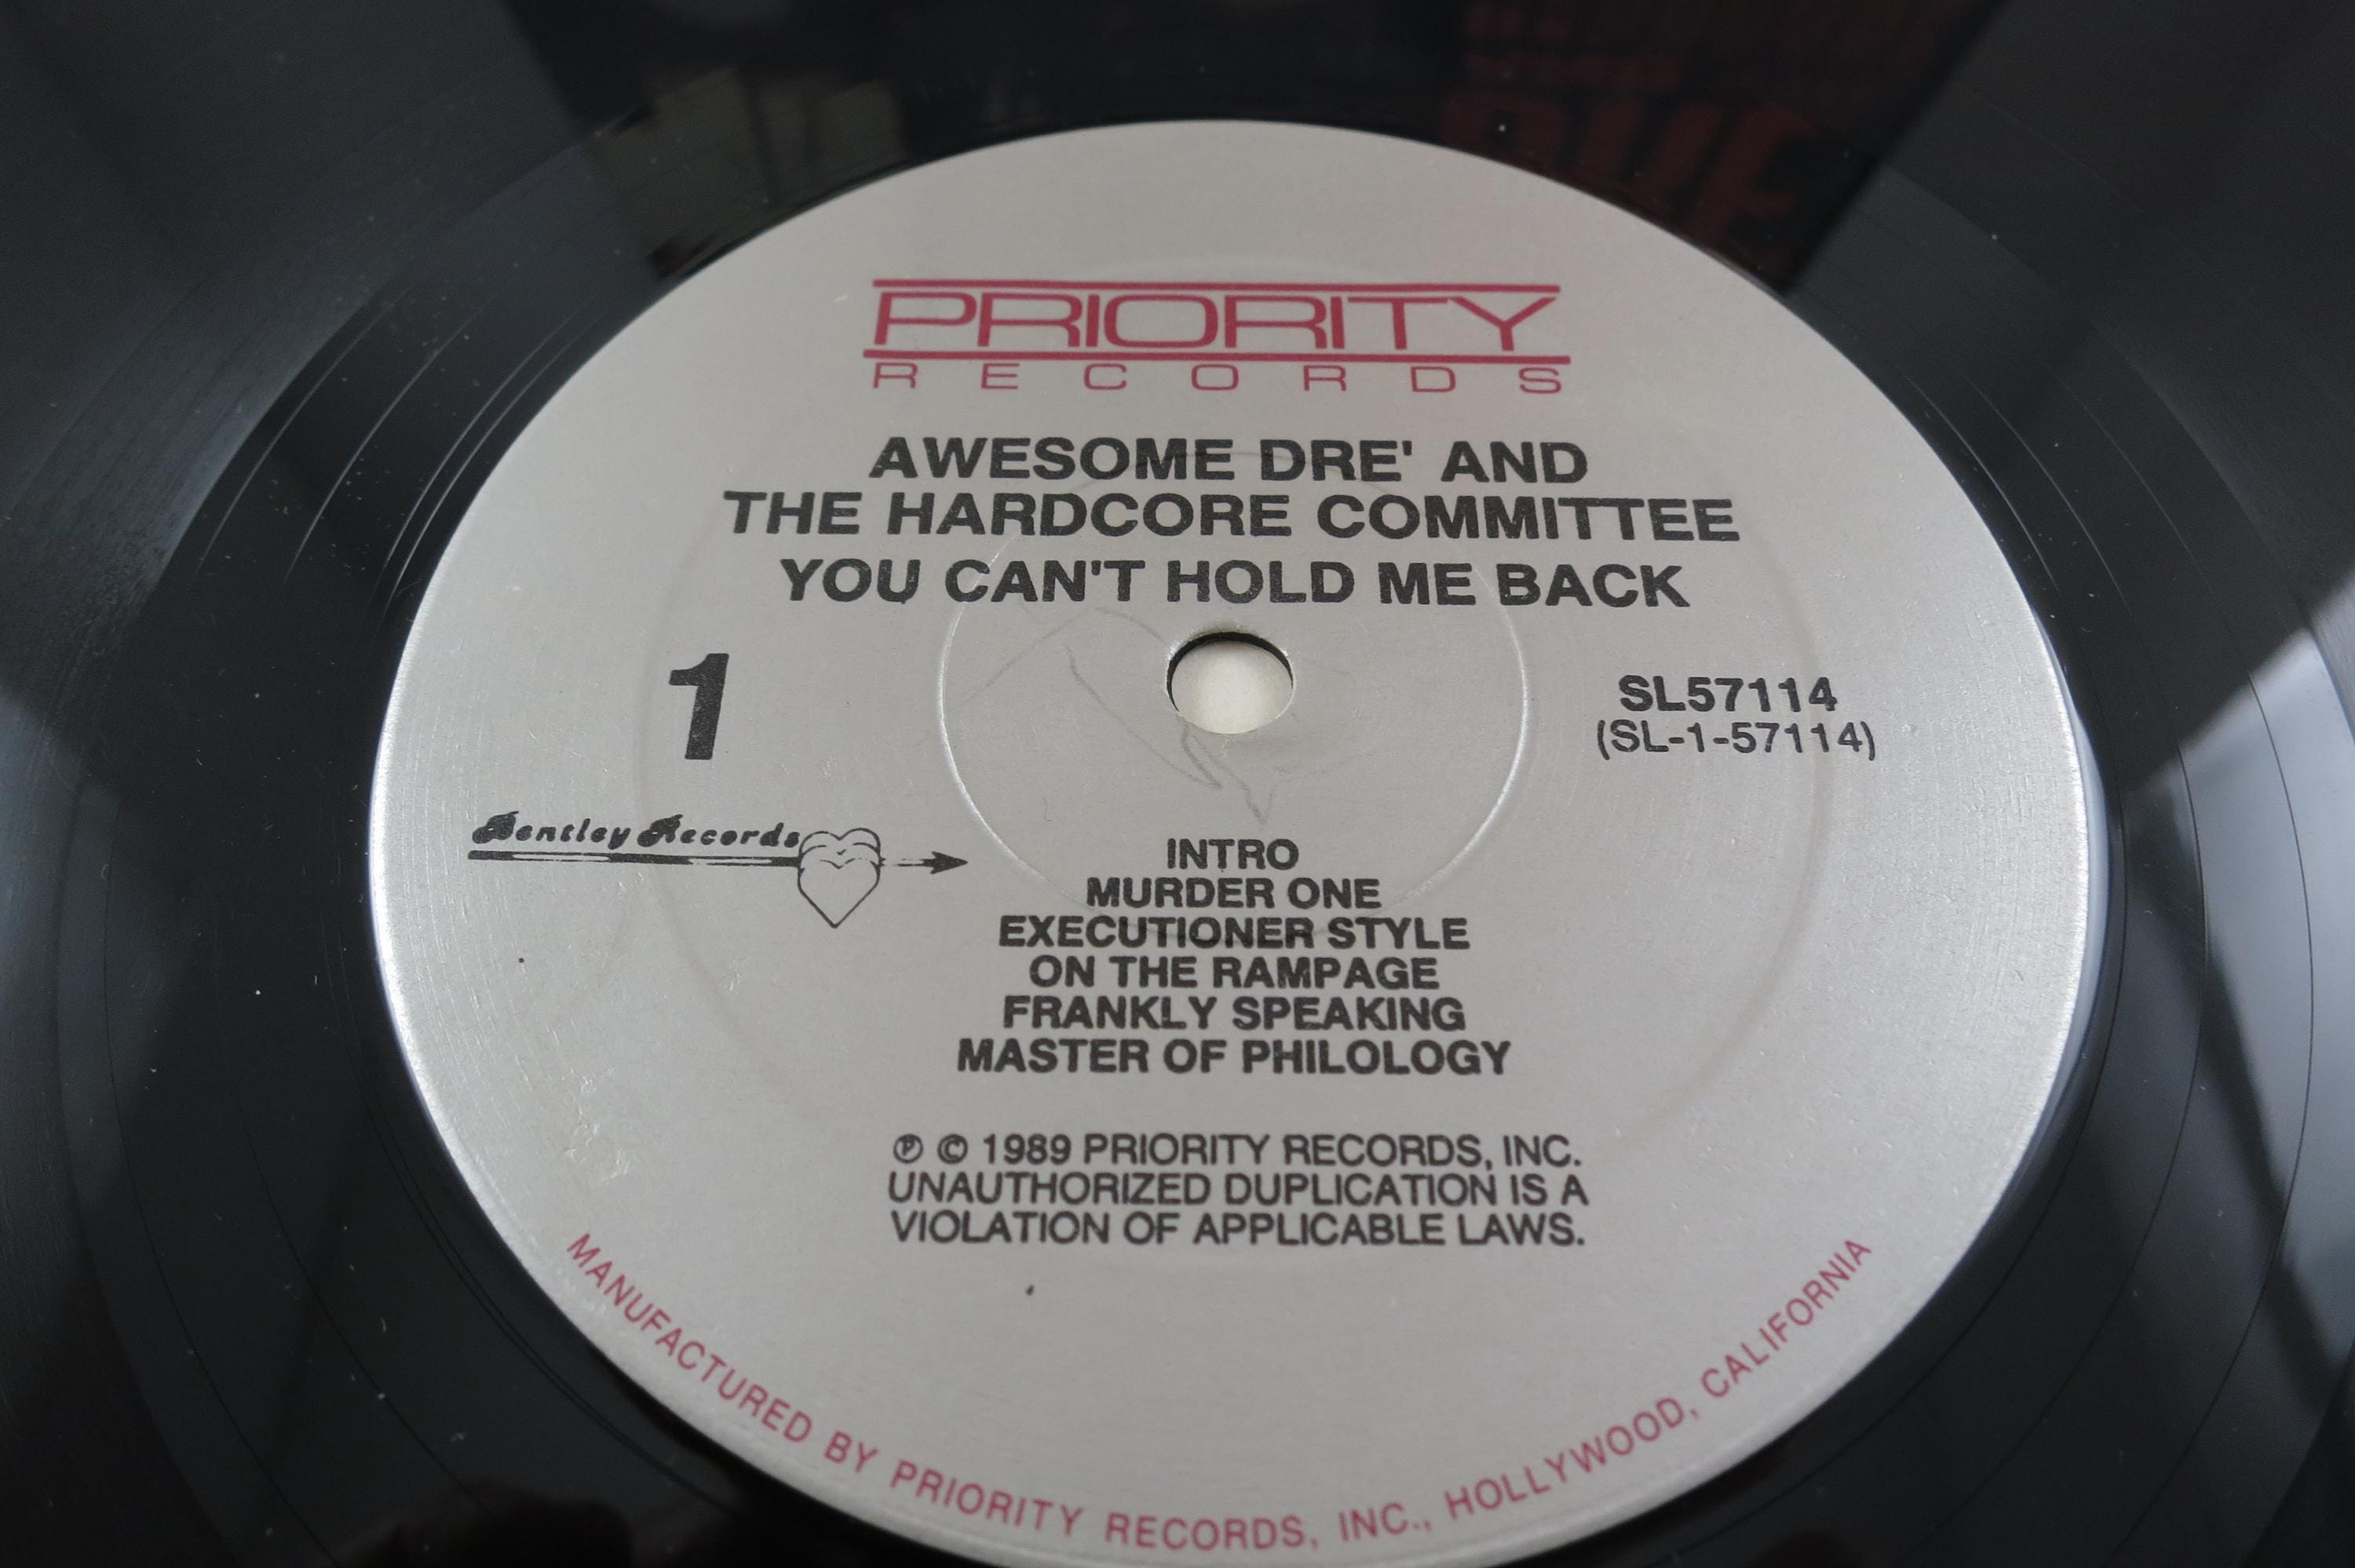 PRIORITY
RECORDS
AWESOME DRE' AND
THE HARDCORE COMMITTEE
YOU CAN'T HOLD ME BACK
1
SL57114
(SL-1-57114)
Bentley Records
INTRO
MURDER ONE
EXECUTIONER STYLE
ON THE RAMPAGE
FRANKLY SPEAKING
MASTER OF PHILOLOGY
℗ © 1989 PRIORITY RECORDS, INC.
UNAUTHORIZED DUPLICATION IS A
VIOLATION OF APPLICABLE LAWS.
MANUFACTURED BY PRIORITY RECORDS, INC., HOLLYWOOD, CALIFORNIA